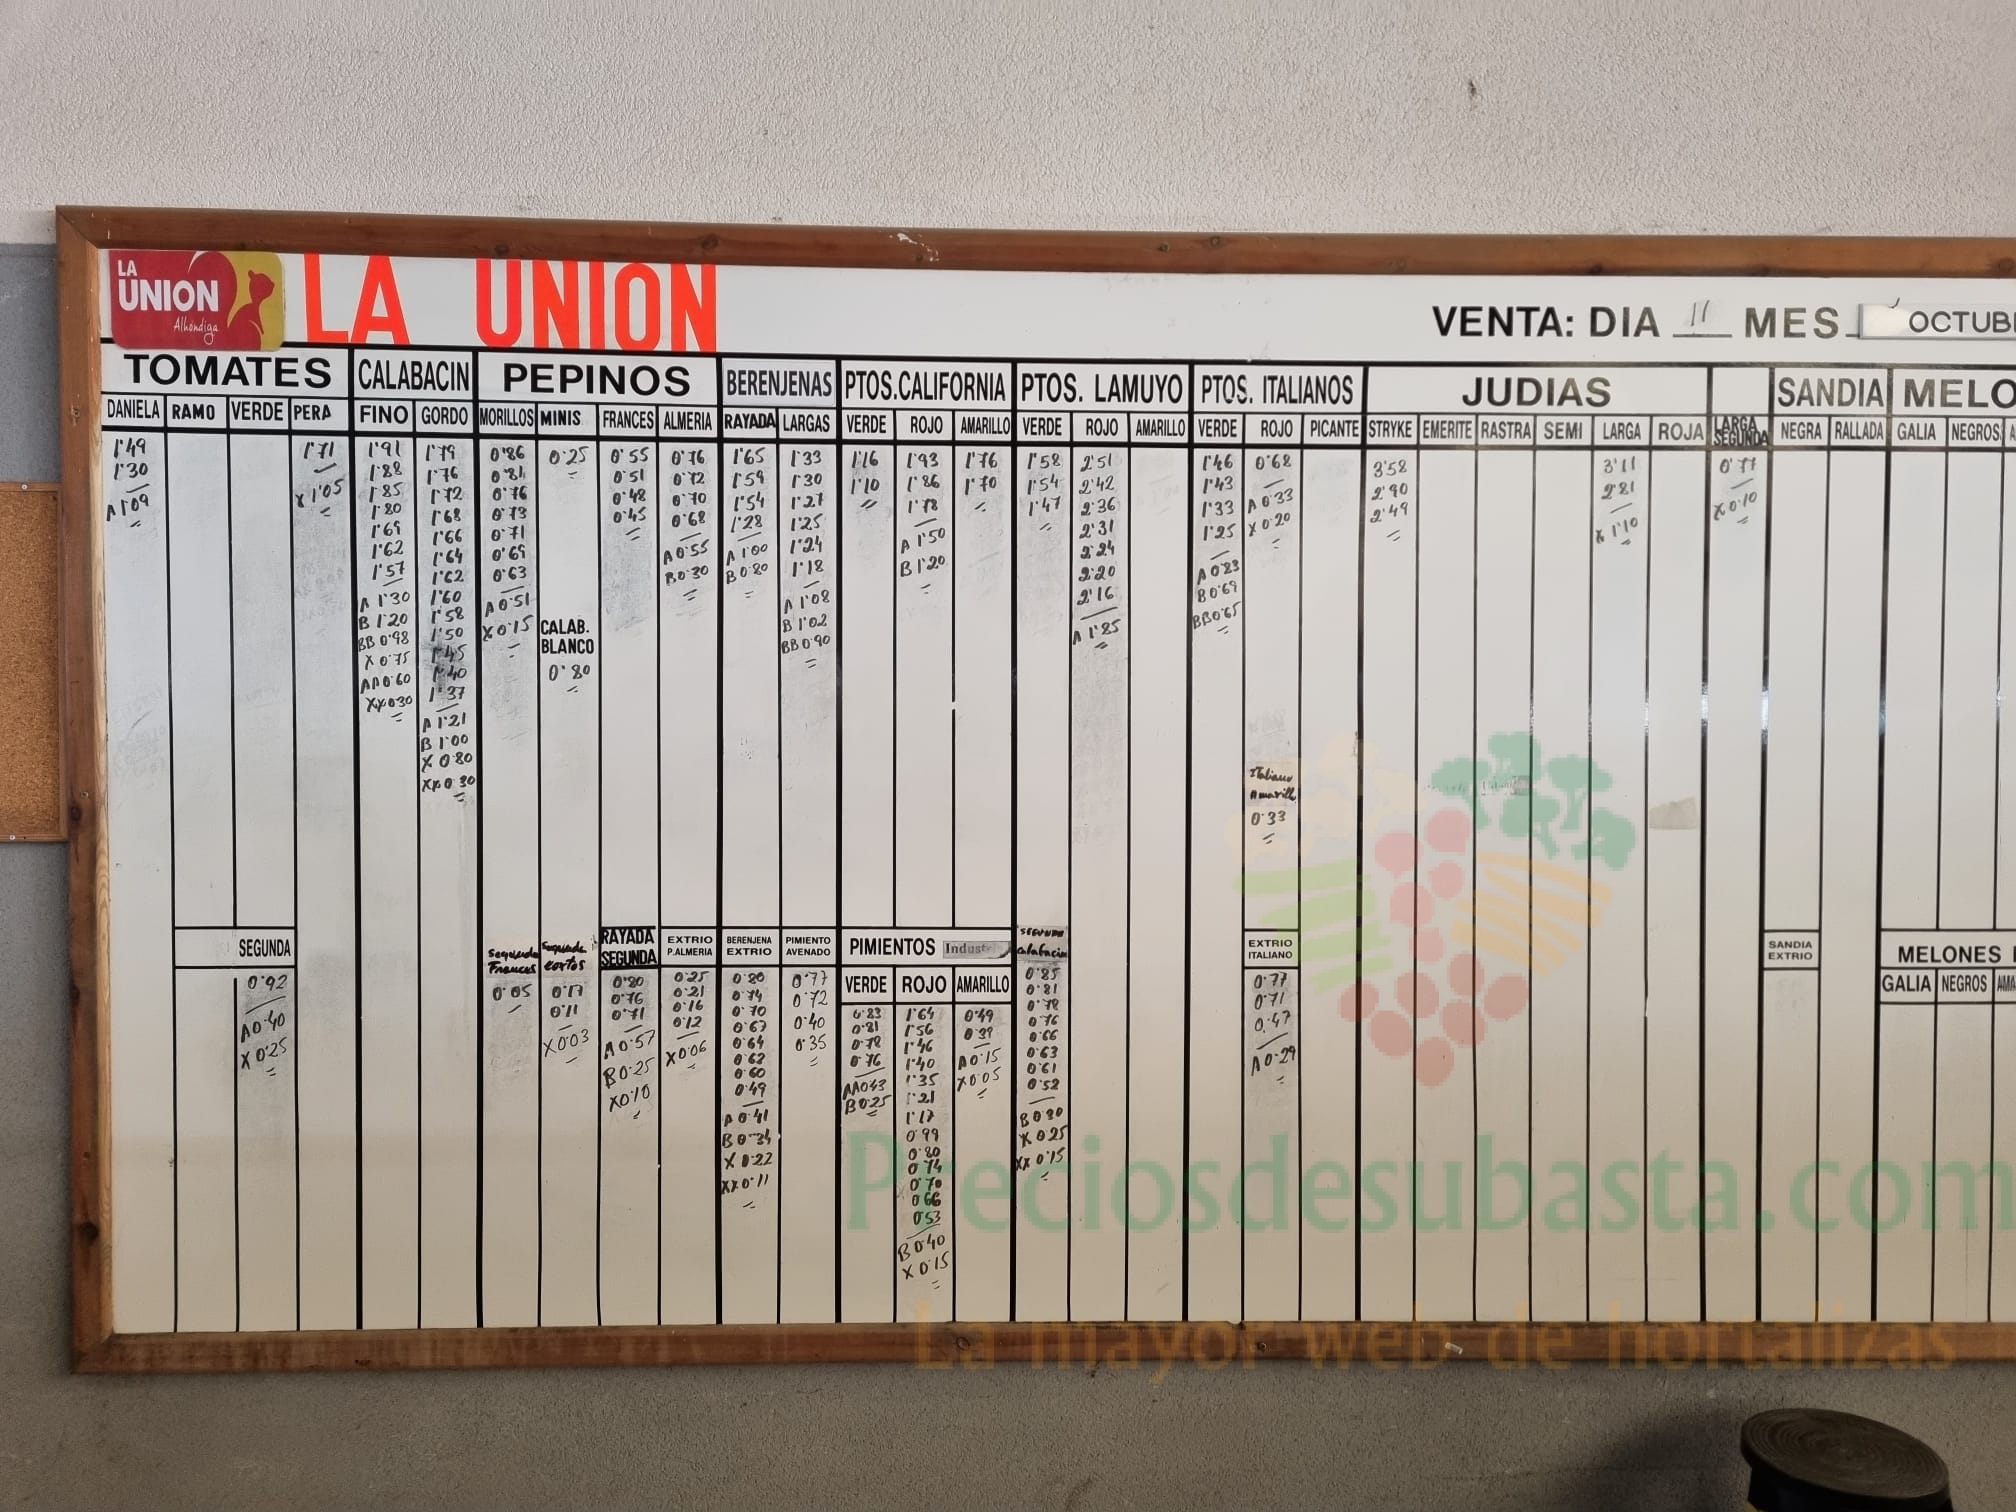 LA
UNION
Alhóndiga
LA UNION
VENTA: DIA 11 MES OCTUB
TOMATES CALABACIN PEPINOS BERENJENAS PTOS.CALIFORNIA PTOS. LAMUYO PTOS. ITALIANOS JUDIAS SANDIA MELO
DANIELA RAMO VERDE PERA FINO GORDO MORILLOS MINIS FRANCES ALMERIA RAYADA LARGAS VERDE ROJO AMARILLO VERDE ROJO AMARILLO VERDE ROJO PICANTE STRYKE EMERITE RASTRA SEMI LARGA ROJA LARGA SEGUNDA NEGRA RALLADA GALIA NEGROS
1'49
1'30
A 1'09
1'71
X 1'05
1'91
1'88
1'85
1'80
1'69
1'62
1'57
A 1'30
B 1'20
BB 0'98
X 0'75
AA 0'60
XX 0'30
1'79
1'76
1'72
1'68
1'66
1'64
1'62
1'60
1'58
1'50
1'45
1'40
1'37
A 1'21
B 1'00
X 0'80
XX 0'30
0'86
0'81
0'76
0'73
0'71
0'69
0'63
A 0'51
X 0'15
0'25
CALAB.
BLANCO
0'80
0'55
0'51
0'48
0'45
0'76
0'72
0'70
0'68
A 0'55
B 0'30
1'65
1'59
1'54
1'28
A 1'00
B 0'80
1'33
1'30
1'27
1'25
1'24
1'18
A 1'08
B 1'02
BB 0'90
1'16
1'10
1'93
1'86
1'78
A 1'50
B 1'20
1'76
1'70
1'58
1'54
1'47
2'51
2'42
2'36
2'31
2'24
2'20
2'16
A 1'85
1'46
1'43
1'33
1'25
A 0'83
B 0'69
BB 0'65
0'68
A 0'33
X 0'20
Italiano
Amarill
0'33
3'58
2'90
2'49
3'11
2'81
X 1'10
0'77
X 0'10
SEGUNDA
0'92
A 0'40
X 0'25
Segunda
Frances
0'05
Segunda
cortos
0'17
0'11
X 0'03
RAYADA
SEGUNDA
0'80
0'76
0'71
A 0'57
B 0'25
X 0'10
EXTRIO
P.ALMERIA
0'25
0'21
0'16
0'12
X 0'06
BERENJENA
EXTRIO
0'80
0'74
0'70
0'67
0'64
0'62
0'60
0'49
A 0'41
B 0'34
X 0'22
XX 0'11
PIMIENTO
AVENADO
0'77
0'72
0'40
0'35
PIMIENTOS Indust
VERDE ROJO AMARILLO
0'83
0'81
0'78
0'76
AA 0'43
B 0'25
1'64
1'56
1'46
1'40
1'35
1'21
1'17
0'99
0'80
0'74
0'70
0'66
0'53
B 0'40
X 0'15
0'49
0'39
A 0'15
X 0'05
SEGUNDA
Calabacin
0'85
0'81
0'78
0'76
0'66
0'63
0'61
0'52
B 0'30
X 0'25
XX 0'15
EXTRIO
ITALIANO
0'77
0'71
0'47
A 0'29
SANDIA
EXTRIO
MELONES
GALIA NEGROS AMA
Preciosdesubasta.com
La mayor web de hortalizas